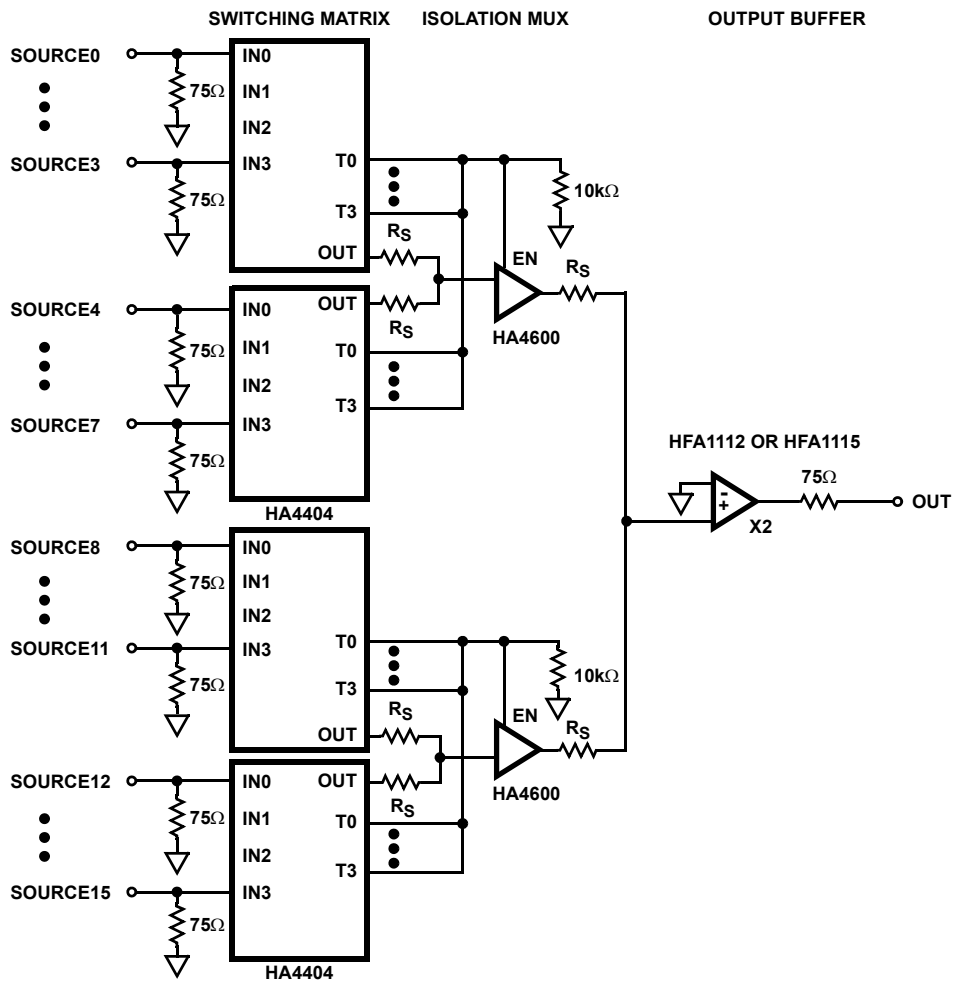 SWITCHING MATRIX ISOLATION MUX OUTPUT BUFFER
SOURCE0
75Ω
IN0
IN1
IN2
SOURCE3
75Ω
IN3
T0
T3
OUT
10kΩ
RS
EN
RS
HA4600
SOURCE4
75Ω
IN0
IN1
IN2
SOURCE7
75Ω
IN3
OUT
RS
T0
T3
HA4404
HFA1112 OR HFA1115
-
+
X2
75Ω
OUT
SOURCE8
75Ω
IN0
IN1
IN2
SOURCE11
75Ω
IN3
T0
T3
OUT
10kΩ
RS
EN
RS
HA4600
SOURCE12
75Ω
IN0
IN1
IN2
SOURCE15
75Ω
IN3
OUT
RS
T0
T3
HA4404